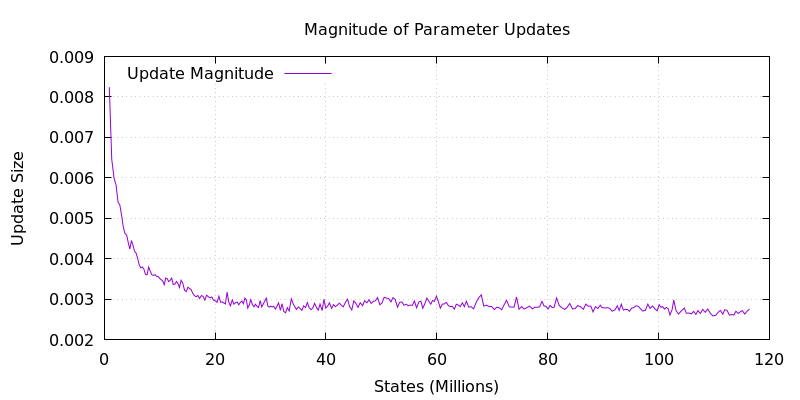 Magnitude of Parameter Updates
Update Magnitude
Update Size
0.009
0.008
0.007
0.006
0.005
0.004
0.003
0.002
0 20 40 60 80 100 120
States (Millions)